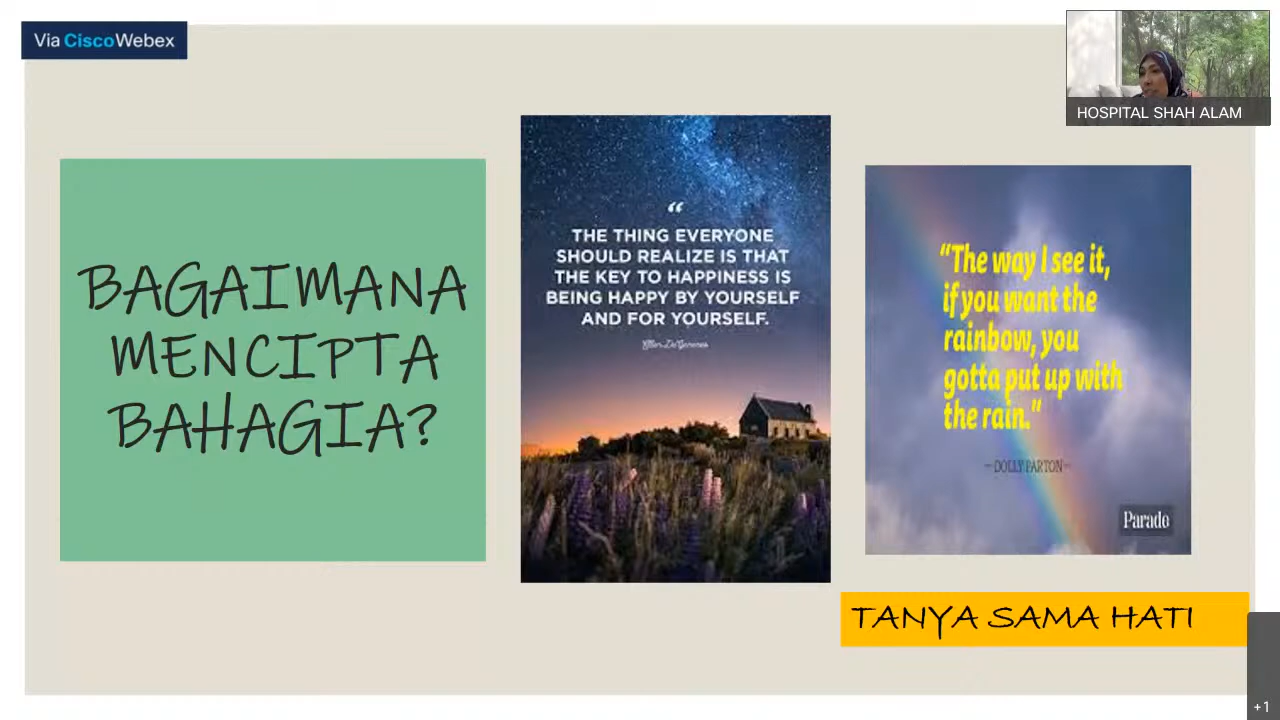 Via CiscoWebex
HOSPITAL SHAH ALAM
BAGAIMANA
MENCIPTA
BAHAGIA?
“
THE THING EVERYONE
SHOULD REALIZE IS THAT
THE KEY TO HAPPINESS IS
BEING HAPPY BY YOURSELF
AND FOR YOURSELF.
Ellen DeGeneres
“The way I see it,
if you want the
rainbow, you
gotta put up with
the rain.”
—DOLLY PARTON—
Parade
TANYA SAMA HATI
+1